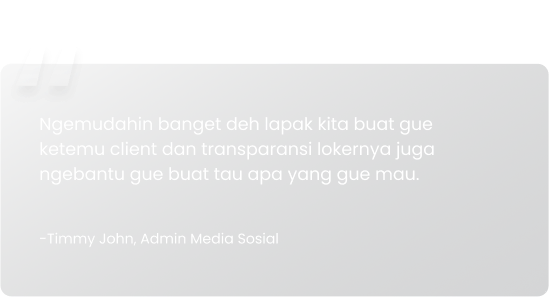 "
Ngemudahin banget deh lapak kita buat gue
ketemu client dan transparansi lokernya juga
ngebantu gue buat tau apa yang gue mau.
-Timmy John, Admin Media Sosial